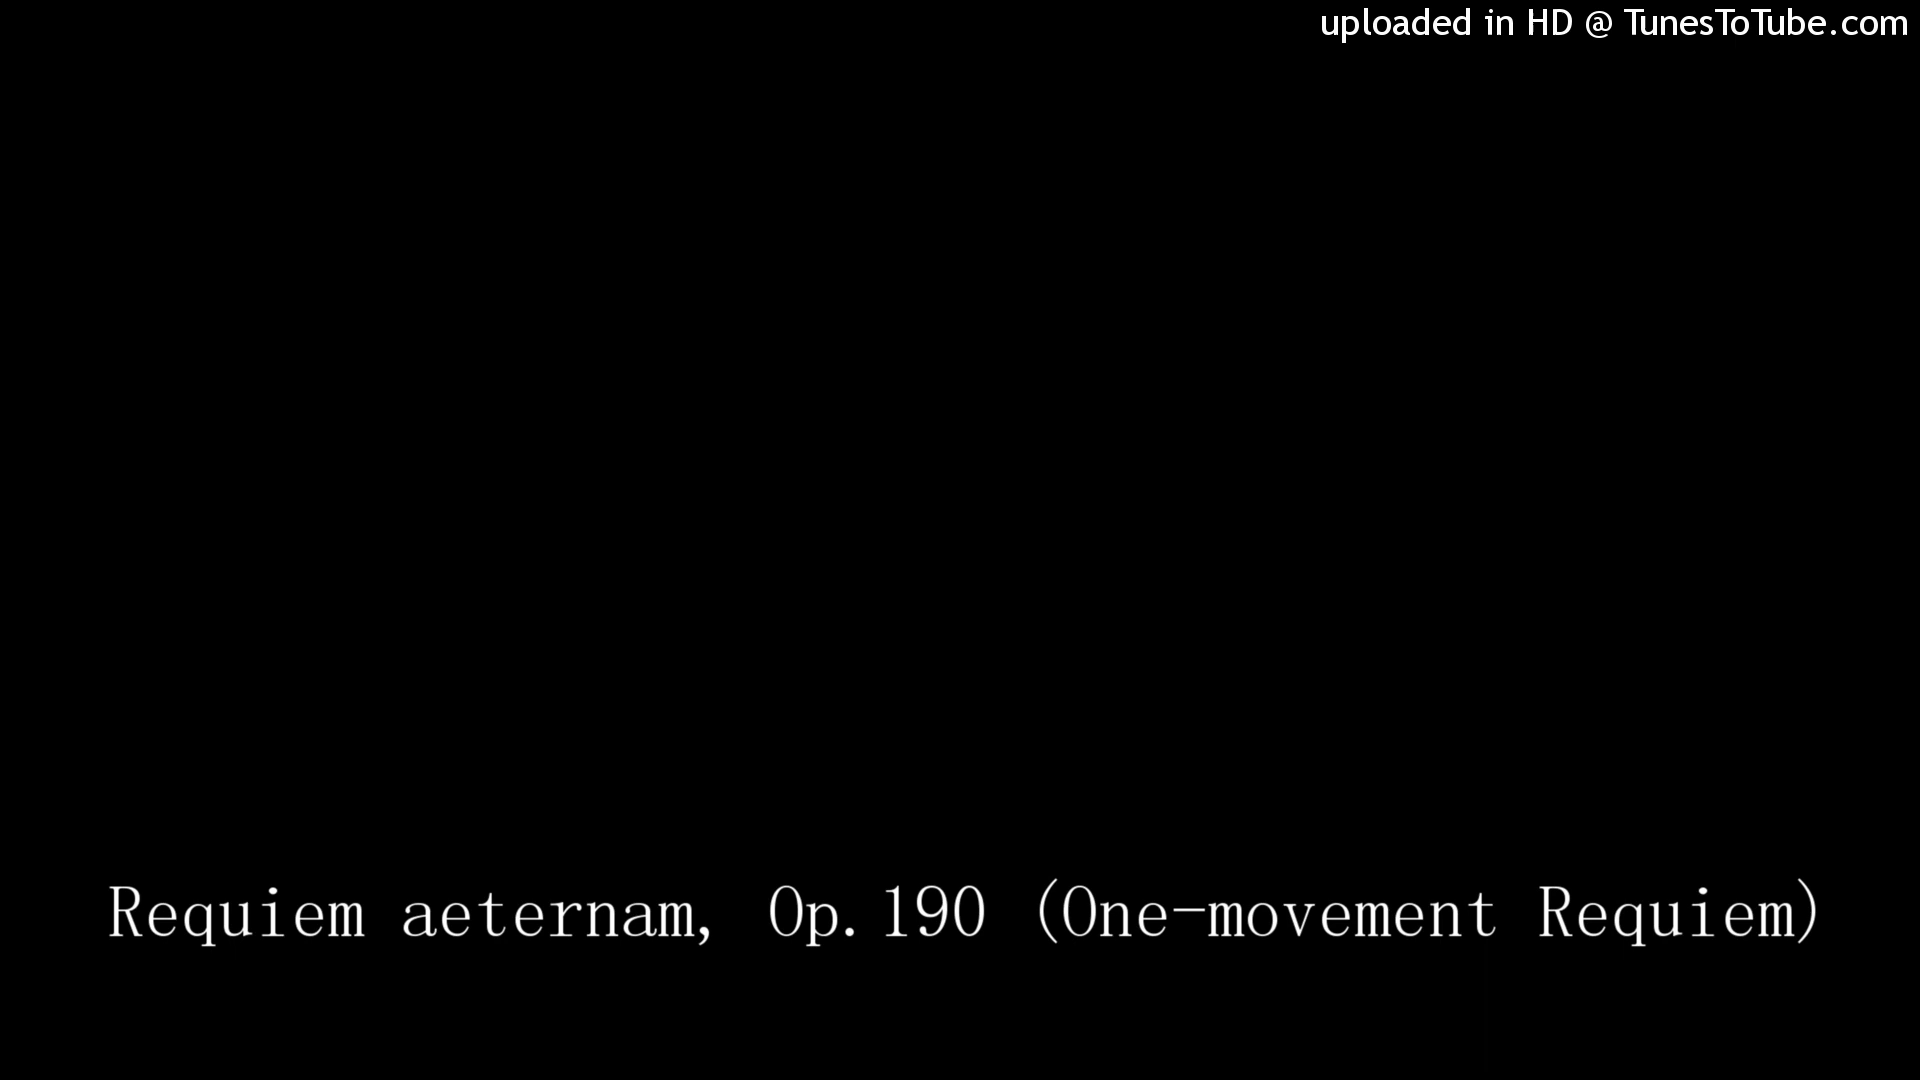 uploaded in HD @ TunesToTube.com
Requiem aeternam, Op.190 (One-movement Requiem)